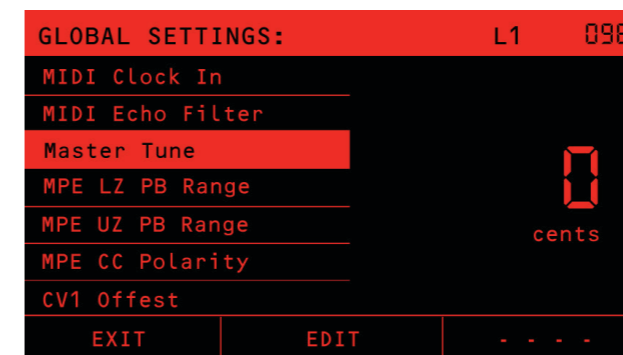 GLOBAL SETTINGS: L1 098
MIDI Clock In
MIDI Echo Filter
Master Tune
MPE LZ PB Range
MPE UZ PB Range
MPE CC Polarity
CV1 Offest
0
cents
EXIT EDIT - - - -